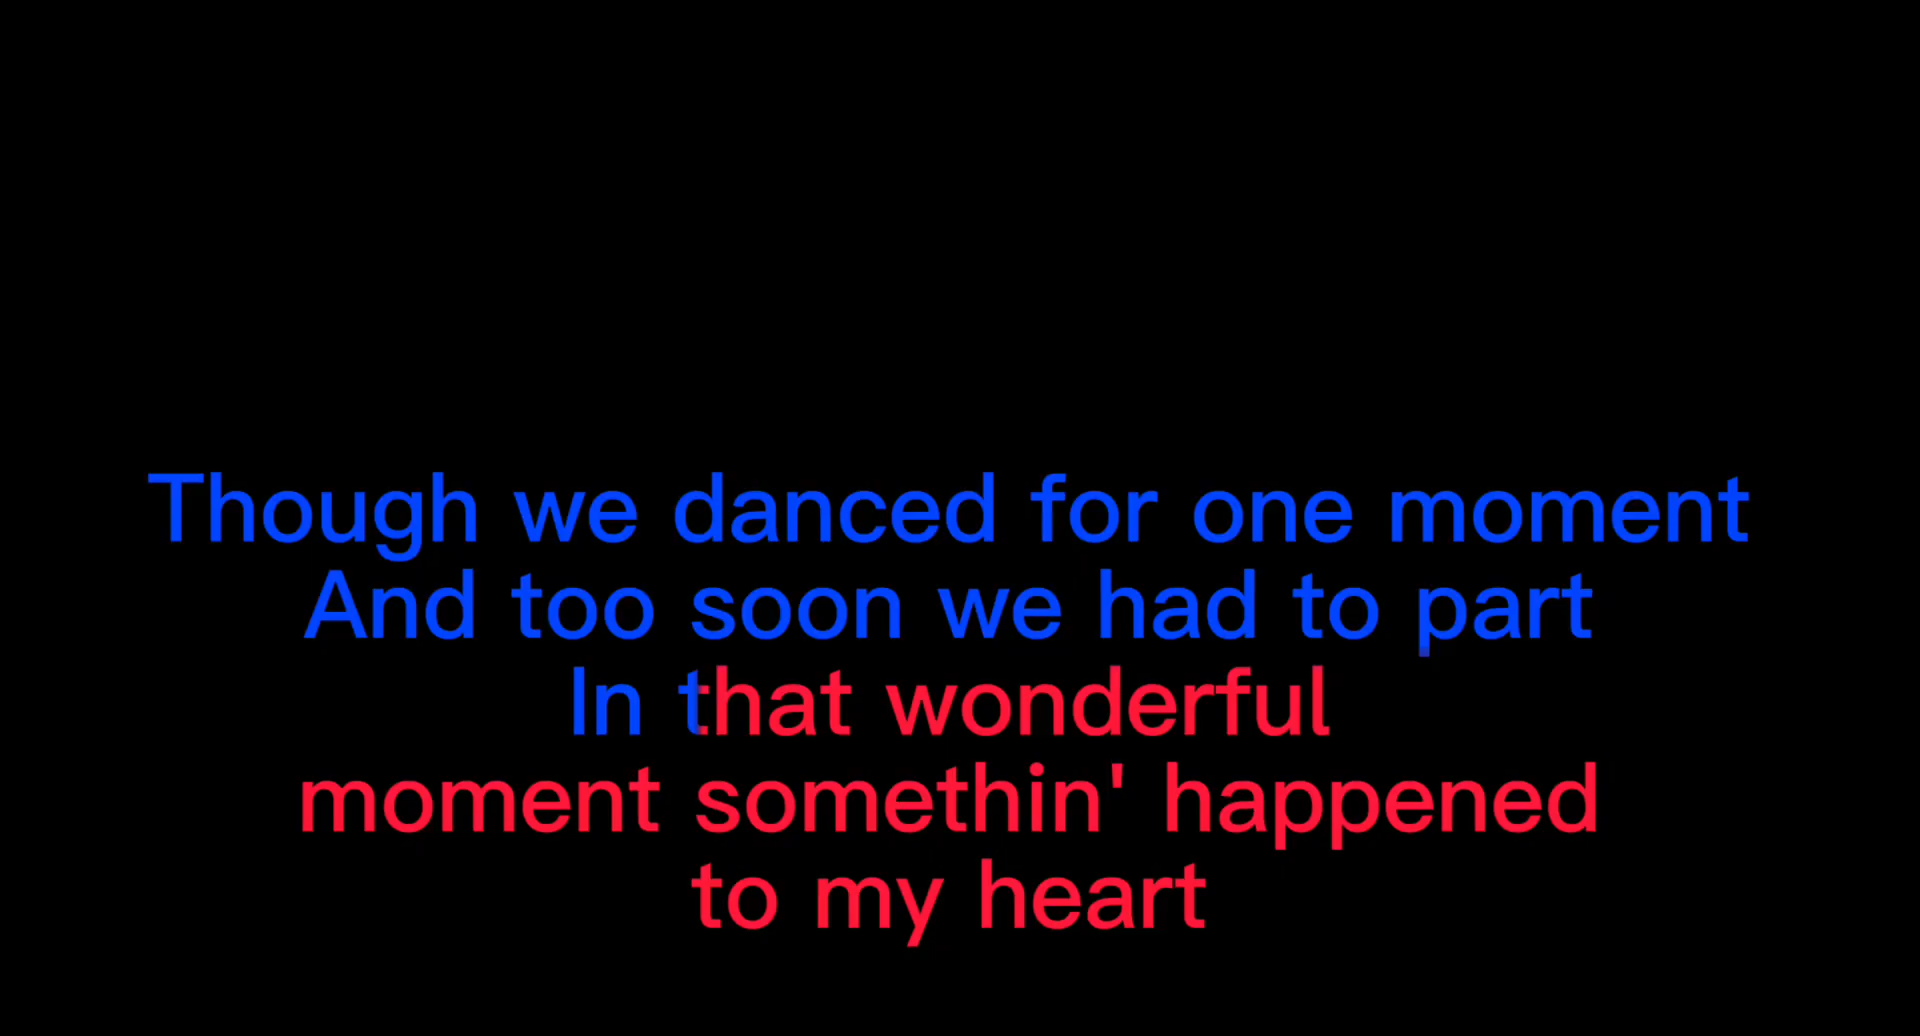 Though we danced for one moment
And too soon we had to part
In that wonderful
moment somethin' happened
to my heart